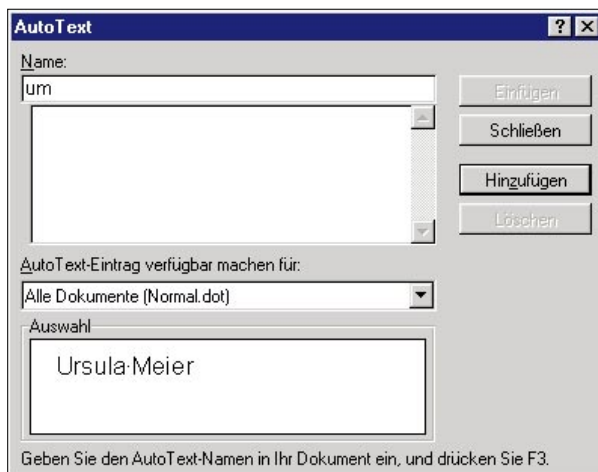 AutoText
Name:
um
Einfügen
Schließen
Hinzufügen
Löschen
AutoText-Eintrag verfügbar machen für:
Alle Dokumente (Normal.dot)
Auswahl
Ursula·Meier
Geben Sie den AutoText-Namen in Ihr Dokument ein, und drücken Sie F3.